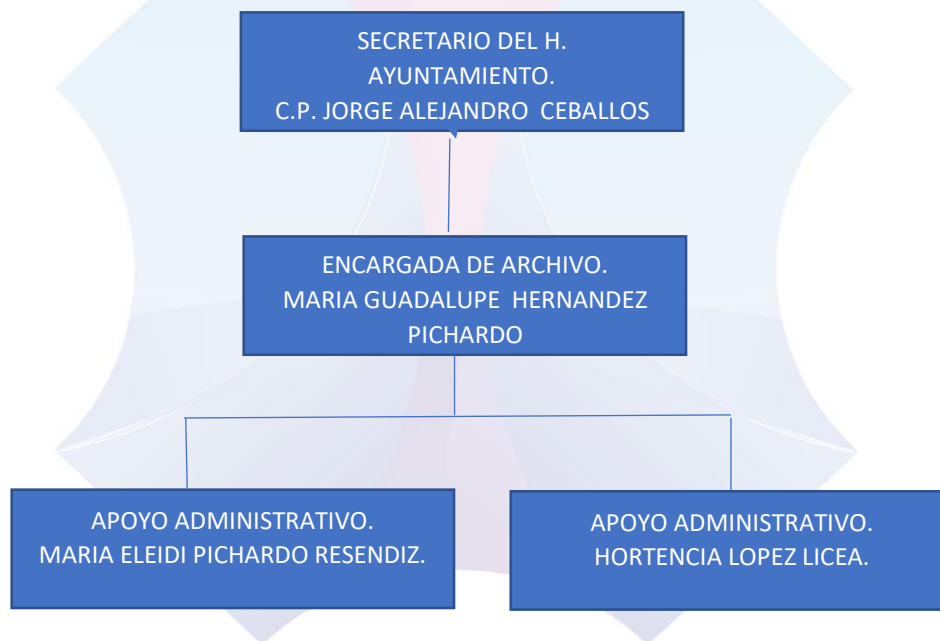 SECRETARIO DEL H.
AYUNTAMIENTO.
C.P. JORGE ALEJANDRO  CEBALLOS
ENCARGADA DE ARCHIVO.
MARIA GUADALUPE  HERNANDEZ
PICHARDO
APOYO ADMINISTRATIVO.
MARIA ELEIDI PICHARDO RESENDIZ.
APOYO ADMINISTRATIVO.
HORTENCIA LOPEZ LICEA.